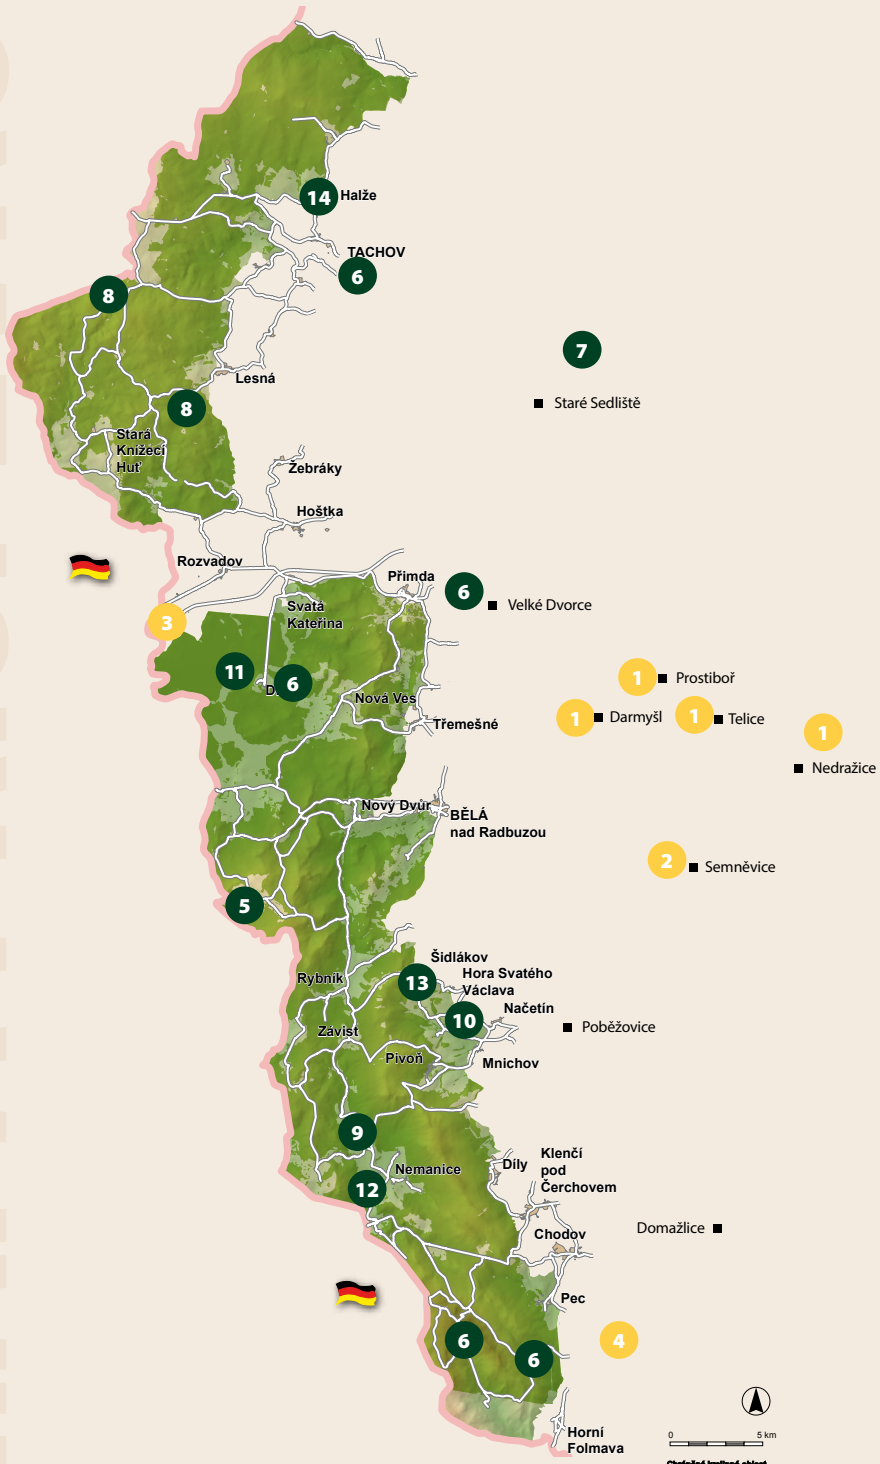 14
Halže
TACHOV
6
8
7
Lesná
Staré Sedliště
8
Stará
Knížecí
Huť
Žebráky
Hoštka
Rozvadov
Přimda
6
Svatá
Kateřina
Velké Dvorce
3
11
6
1
Prostiboř
Nová Ves
1
Darmyšl
1
Telice
1
Třemešné
Nedražice
Nový Dvůr
BĚLÁ
nad Radbuzou
2
Semněvice
5
Šidlákov
Rybník
13
Hora Svatého
Václava
Načetín
10
Závist
Poběžovice
Pivoň
Mnichov
9
Klenčí
pod
Čerchovem
Díly
Nemanice
12
Domažlice
Chodov
Pec
6
4
6
0
5 km
Horní
Folmava